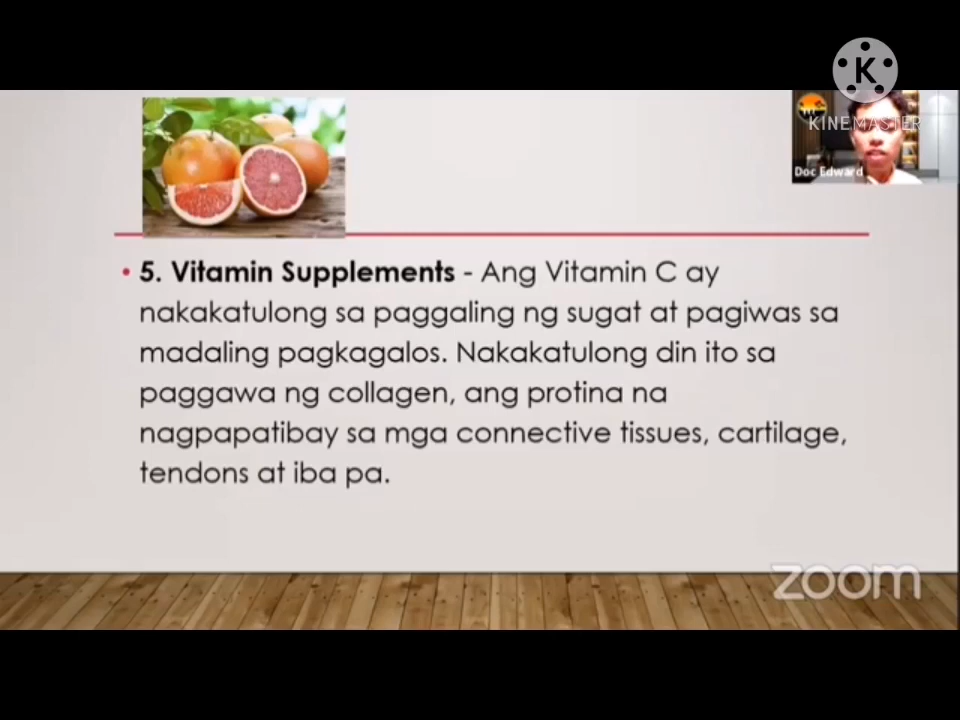 K
KINEMASTER
Doc Edward
• 5. Vitamin Supplements - Ang Vitamin C ay
nakakatulong sa paggaling ng sugat at pagiwas sa
madaling pagkagalos. Nakakatulong din ito sa
paggawa ng collagen, ang protina na
nagpapatibay sa mga connective tissues, cartilage,
tendons at iba pa.
zoom